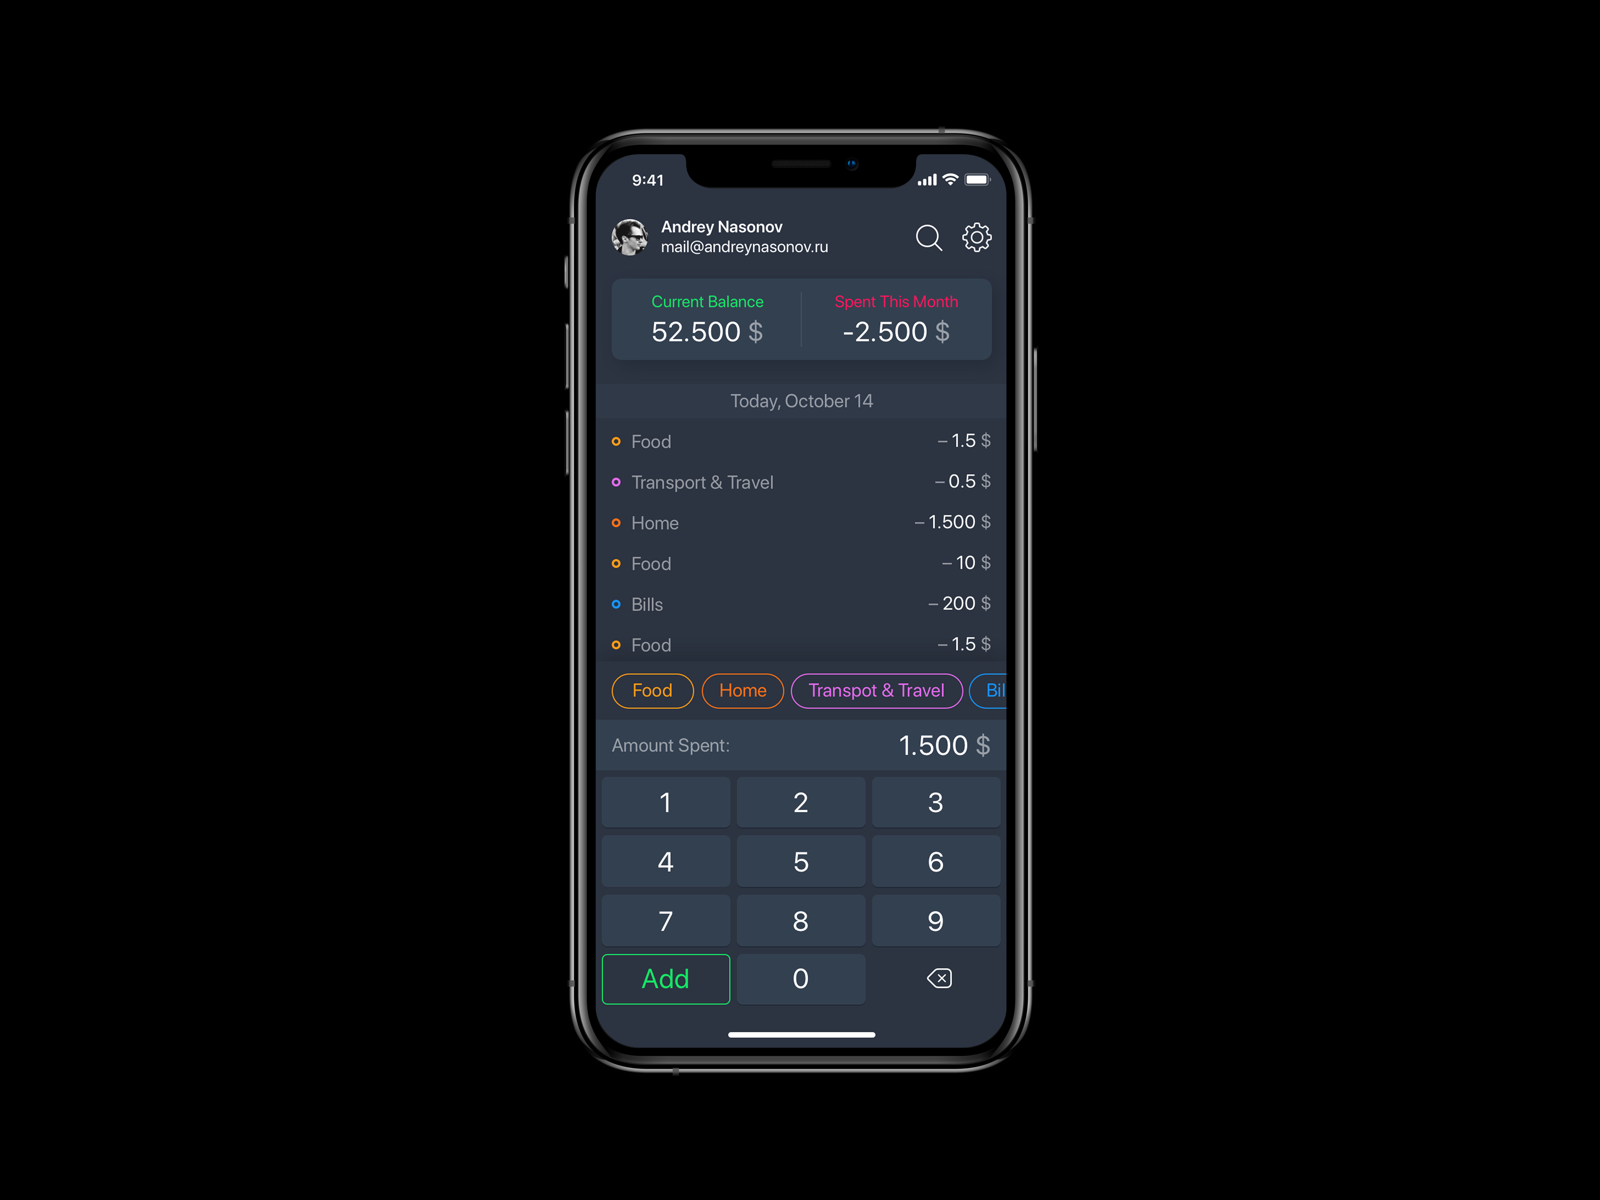 9:41
Andrey Nasonov
mail@andreynasonov.ru
Current Balance Spent This Month
52.500 $ -2.500 $
Today, October 14
Food – 1.5 $
Transport & Travel – 0.5 $
Home – 1.500 $
Food – 10 $
Bills – 200 $
Food – 1.5 $
Food Home Transpot & Travel Bil
Amount Spent: 1.500 $
1 2 3
4 5 6
7 8 9
Add 0